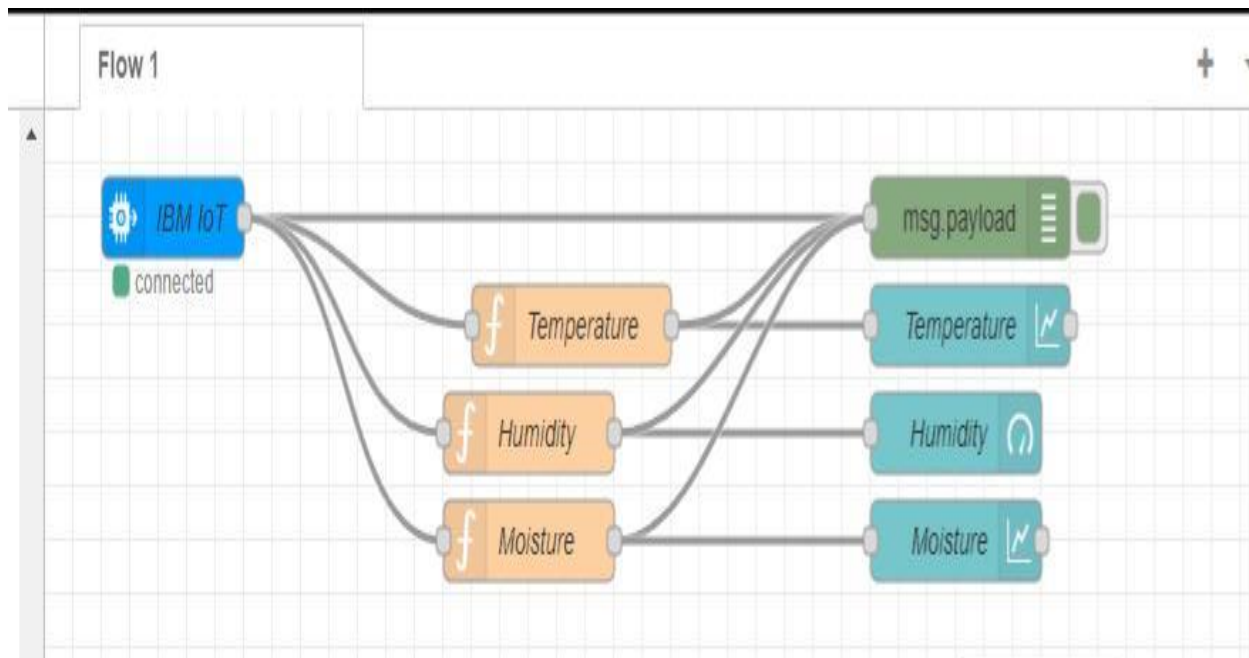 Flow 1
IBM IoT
msg.payload
connected
Temperature
Temperature
Humidity
Humidity
Moisture
Moisture